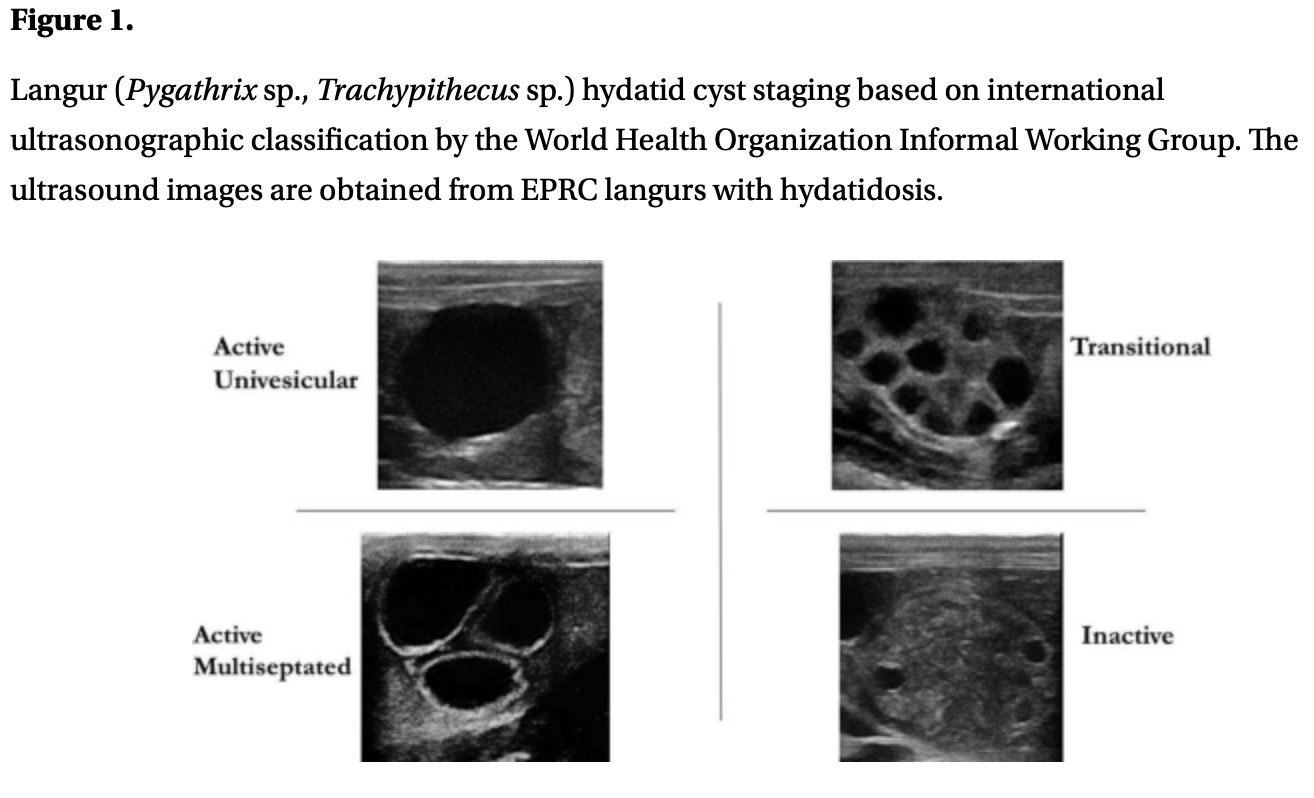 Figure 1.
Langur (Pygathrix sp., Trachypithecus sp.) hydatid cyst staging based on international
ultrasonographic classification by the World Health Organization Informal Working Group. The
ultrasound images are obtained from EPRC langurs with hydatidosis.
Active
Univesicular
Transitional
Active
Multiseptated
Inactive